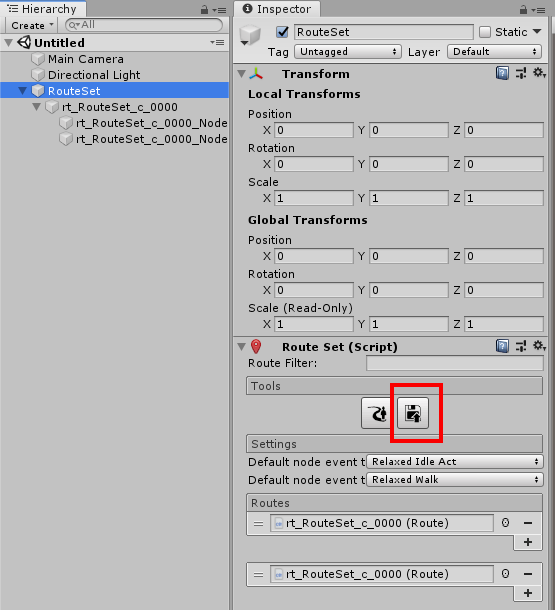 Hierarchy
Create
All
Untitled
Main Camera
Directional Light
RouteSet
rt_RouteSet_c_0000
rt_RouteSet_c_0000_Node
rt_RouteSet_c_0000_Node
Inspector
RouteSet
Static
Tag Untagged Layer Default
Transform
Local Transforms
Position
X 0 Y 0 Z 0
Rotation
X 0 Y 0 Z 0
Scale
X 1 Y 1 Z 1
Global Transforms
Position
X 0 Y 0 Z 0
Rotation
X 0 Y 0 Z 0
Scale (Read-Only)
X 1 Y 1 Z 1
Route Set (Script)
Route Filter:
Tools
Settings
Default node event t Relaxed Idle Act
Default node event t Relaxed Walk
Routes
rt_RouteSet_c_0000 (Route)
rt_RouteSet_c_0000 (Route)